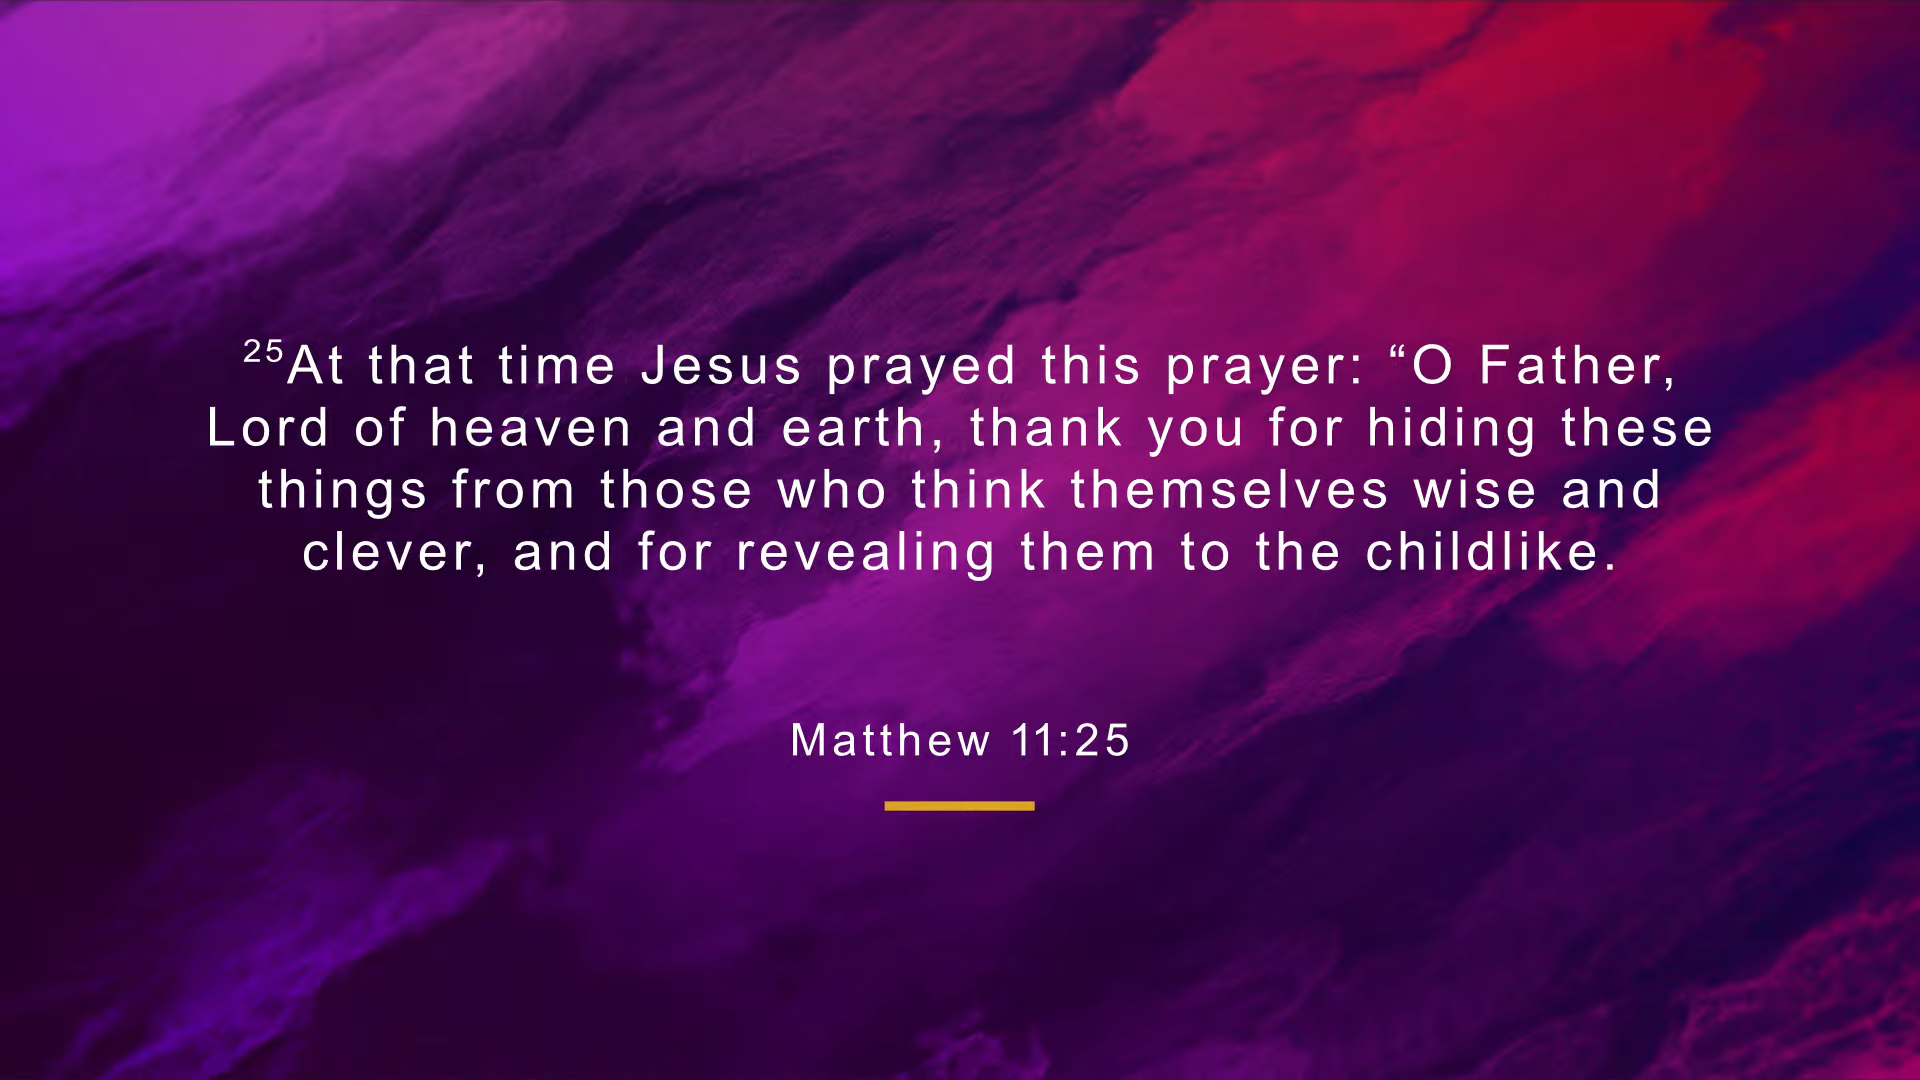 ²⁵At that time Jesus prayed this prayer: “O Father,
Lord of heaven and earth, thank you for hiding these
things from those who think themselves wise and
clever, and for revealing them to the childlike.
Matthew 11:25